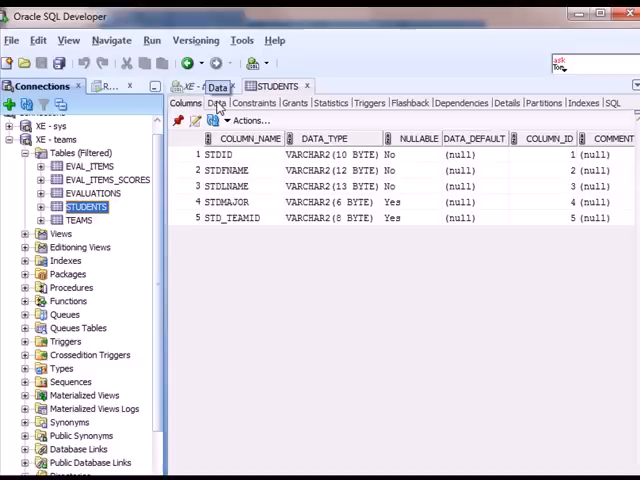 Oracle SQL Developer
File Edit View Navigate Run Versioning Tools Help
ask
Tom
Connections × R... ×
XE - t × STUDENTS ×
Data
Columns Data Constraints Grants Statistics Triggers Flashback Dependencies Details Partitions Indexes SQL
Actions...
COLUMN_NAME DATA_TYPE NULLABLE DATA_DEFAULT COLUMN_ID COMMENT
1 STDID VARCHAR2(10 BYTE) No (null) 1 (null)
2 STDFNAME VARCHAR2(12 BYTE) No (null) 2 (null)
3 STDLNAME VARCHAR2(13 BYTE) No (null) 3 (null)
4 STDMAJOR VARCHAR2(6 BYTE) Yes (null) 4 (null)
5 STD_TEAMID VARCHAR2(8 BYTE) Yes (null) 5 (null)
Connections
XE - sys
XE - teams
Tables (Filtered)
EVAL_ITEMS
EVAL_ITEMS_SCORES
EVALUATIONS
STUDENTS
TEAMS
Views
Editioning Views
Indexes
Packages
Procedures
Functions
Queues
Queues Tables
Triggers
Crossedition Triggers
Types
Sequences
Materialized Views
Materialized Views Logs
Synonyms
Public Synonyms
Database Links
Public Database Links
Directories